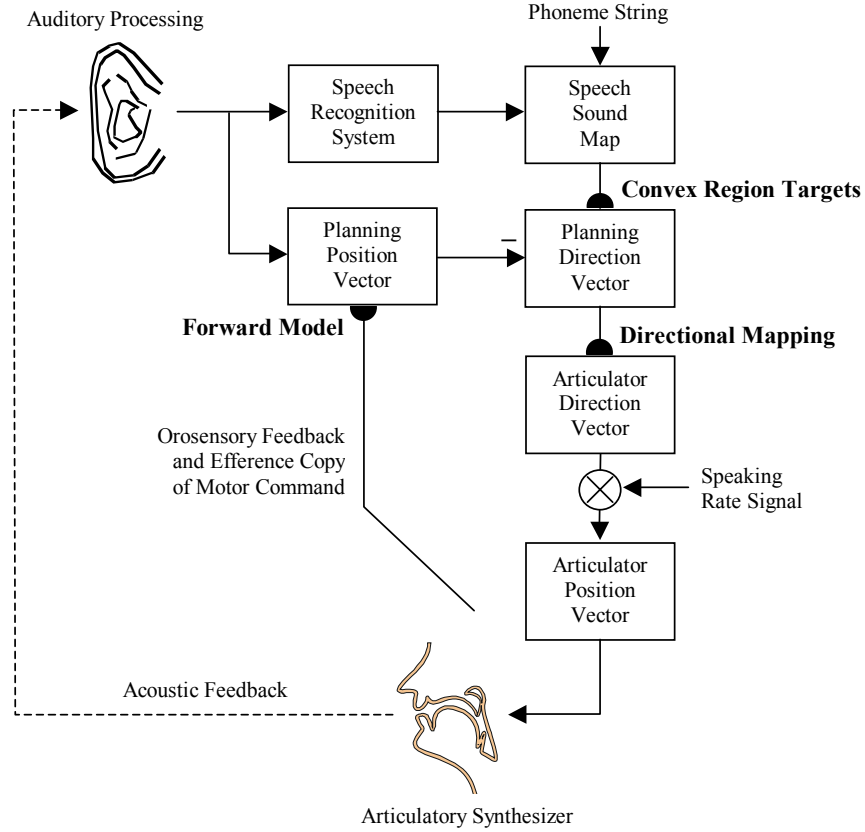 Phoneme String
Auditory Processing
Speech
Recognition
System
Speech
Sound
Map
Convex Region Targets
Planning
Position
Vector
–
Planning
Direction
Vector
Forward Model
Directional Mapping
Articulator
Direction
Vector
Orosensory Feedback
and Efference Copy
of Motor Command
Speaking
Rate Signal
Articulator
Position
Vector
Acoustic Feedback
Articulatory Synthesizer